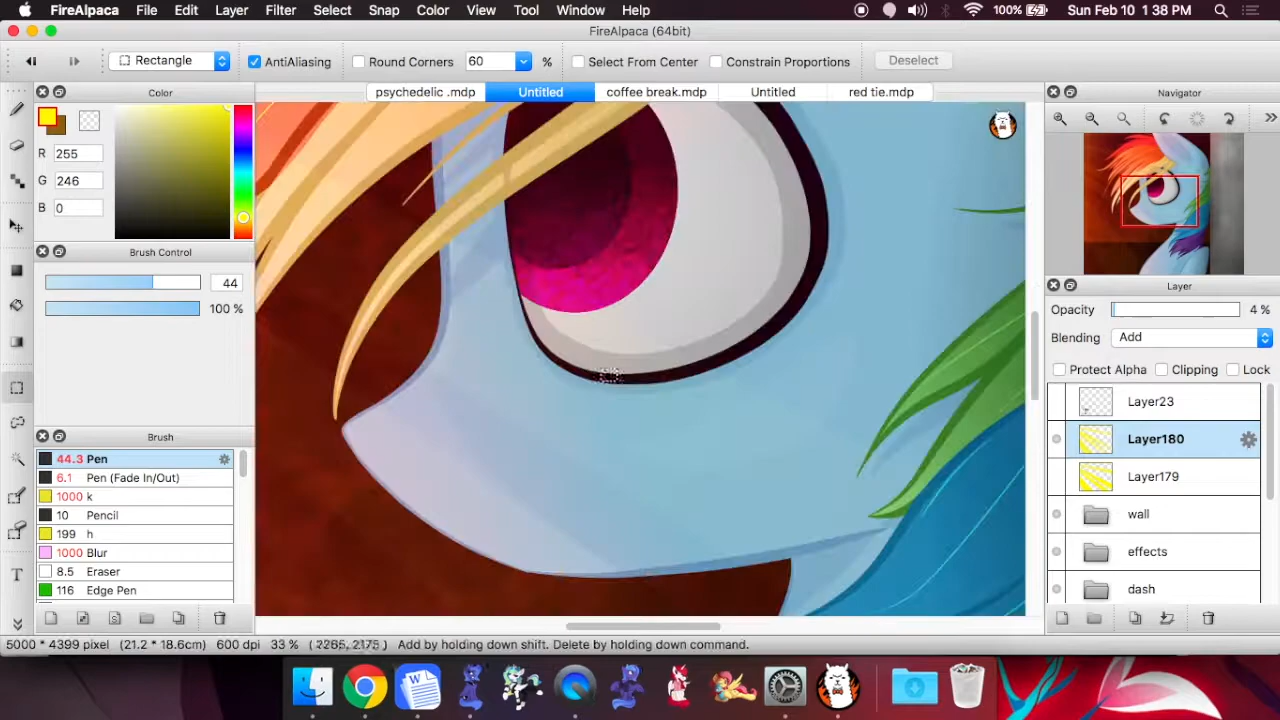 FireAlpaca File Edit Layer Filter Select Snap Color View Tool Window Help 100% Sun Feb 10 1:38 PM
FireAlpaca (64bit)
Rectangle AntiAliasing Round Corners 60 % Select From Center Constrain Proportions Deselect
Color
psychedelic .mdp Untitled coffee break.mdp Untitled red tie.mdp
Navigator
R 255
G 246
B 0
Brush Control
44
100 %
Layer
Opacity 4 %
Blending Add
Protect Alpha Clipping Lock
Layer23
Layer180
Layer179
wall
effects
dash
Brush
44.3 Pen
6.1 Pen (Fade In/Out)
1000 k
10 Pencil
199 h
1000 Blur
8.5 Eraser
116 Edge Pen
T
5000 * 4399 pixel (21.2 * 18.6cm) 600 dpi 33 % ( 2265, 2175 ) Add by holding down shift. Delete by holding down command.
W